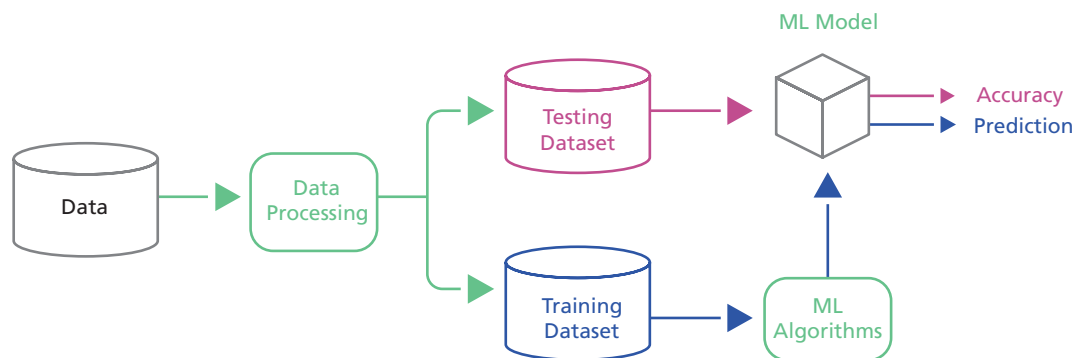 ML Model
Testing
Dataset
Accuracy
Prediction
Data
Data
Processing
Training
Dataset
ML
Algorithms